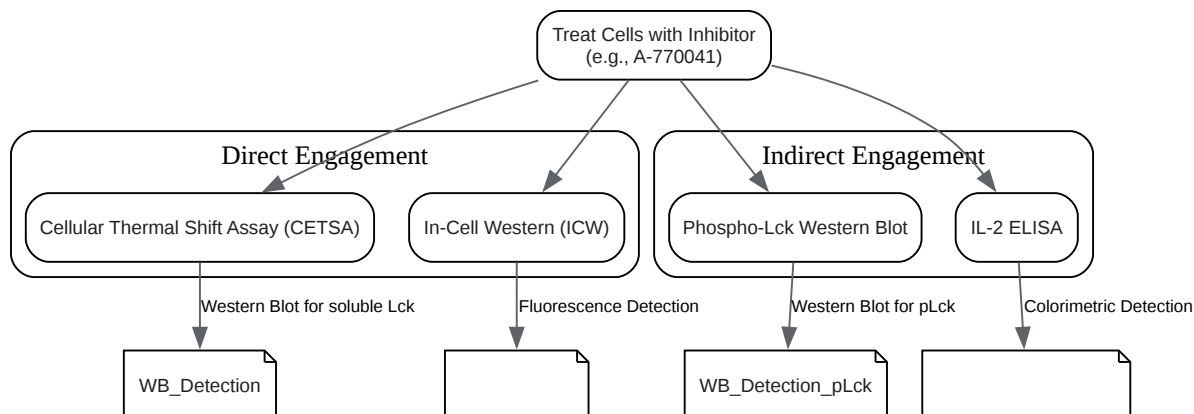 Treat Cells with Inhibitor
(e.g., A-770041)
Direct Engagement
Indirect Engagement
Cellular Thermal Shift Assay (CETSA)
In-Cell Western (ICW)
Phospho-Lck Western Blot
IL-2 ELISA
Western Blot for soluble Lck
Fluorescence Detection
Western Blot for pLck
Colorimetric Detection
WB_Detection
WB_Detection_pLck